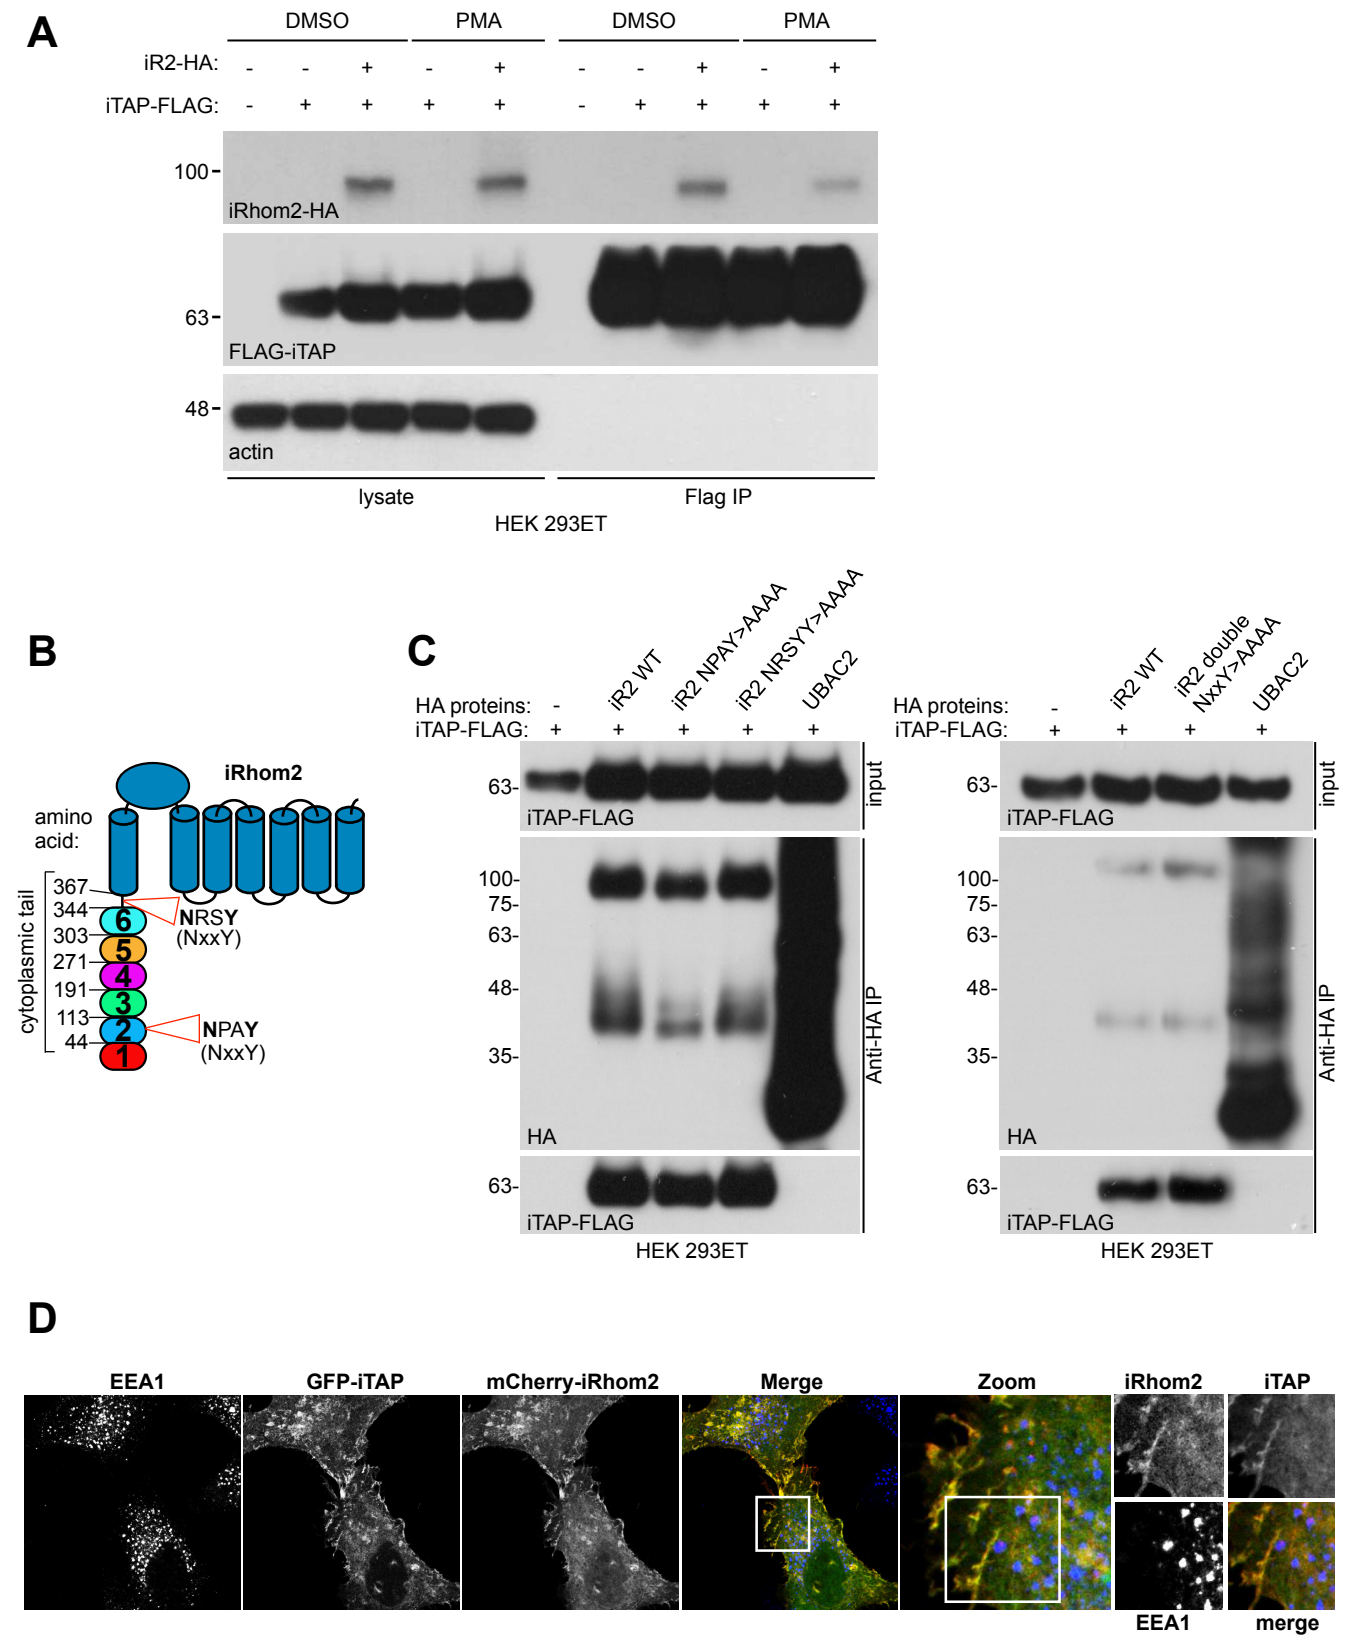 A
DMSO PMA DMSO PMA
iR2-HA: - - + - + - - + - +
iTAP-FLAG: - + + + + - + + + +
100-
iRhom2-HA
63-
FLAG-iTAP
48-
actin
lysate Flag IP
HEK 293ET
B
iRhom2
amino
acid:
cytoplasmic tail
367
344
303
271
191
113
44
6
5
4
3
2
1
NRSY
(NxxY)
NPAY
(NxxY)
C
iR2 WT
iR2 NPAY>AAAA
iR2 NRSYY>AAAA
UBAC2
HA proteins: -
iTAP-FLAG: + + + + +
63-
iTAP-FLAG
input
100-
75-
63-
48-
35-
HA
Anti-HA IP
63-
iTAP-FLAG
HEK 293ET
iR2 WT
iR2 double
NxxY>AAAA
UBAC2
HA proteins: -
iTAP-FLAG: + + + +
63-
iTAP-FLAG
input
100-
75-
63-
48-
35-
HA
Anti-HA IP
63-
iTAP-FLAG
HEK 293ET
D
EEA1 GFP-iTAP mCherry-iRhom2 Merge Zoom iRhom2 iTAP
EEA1 merge